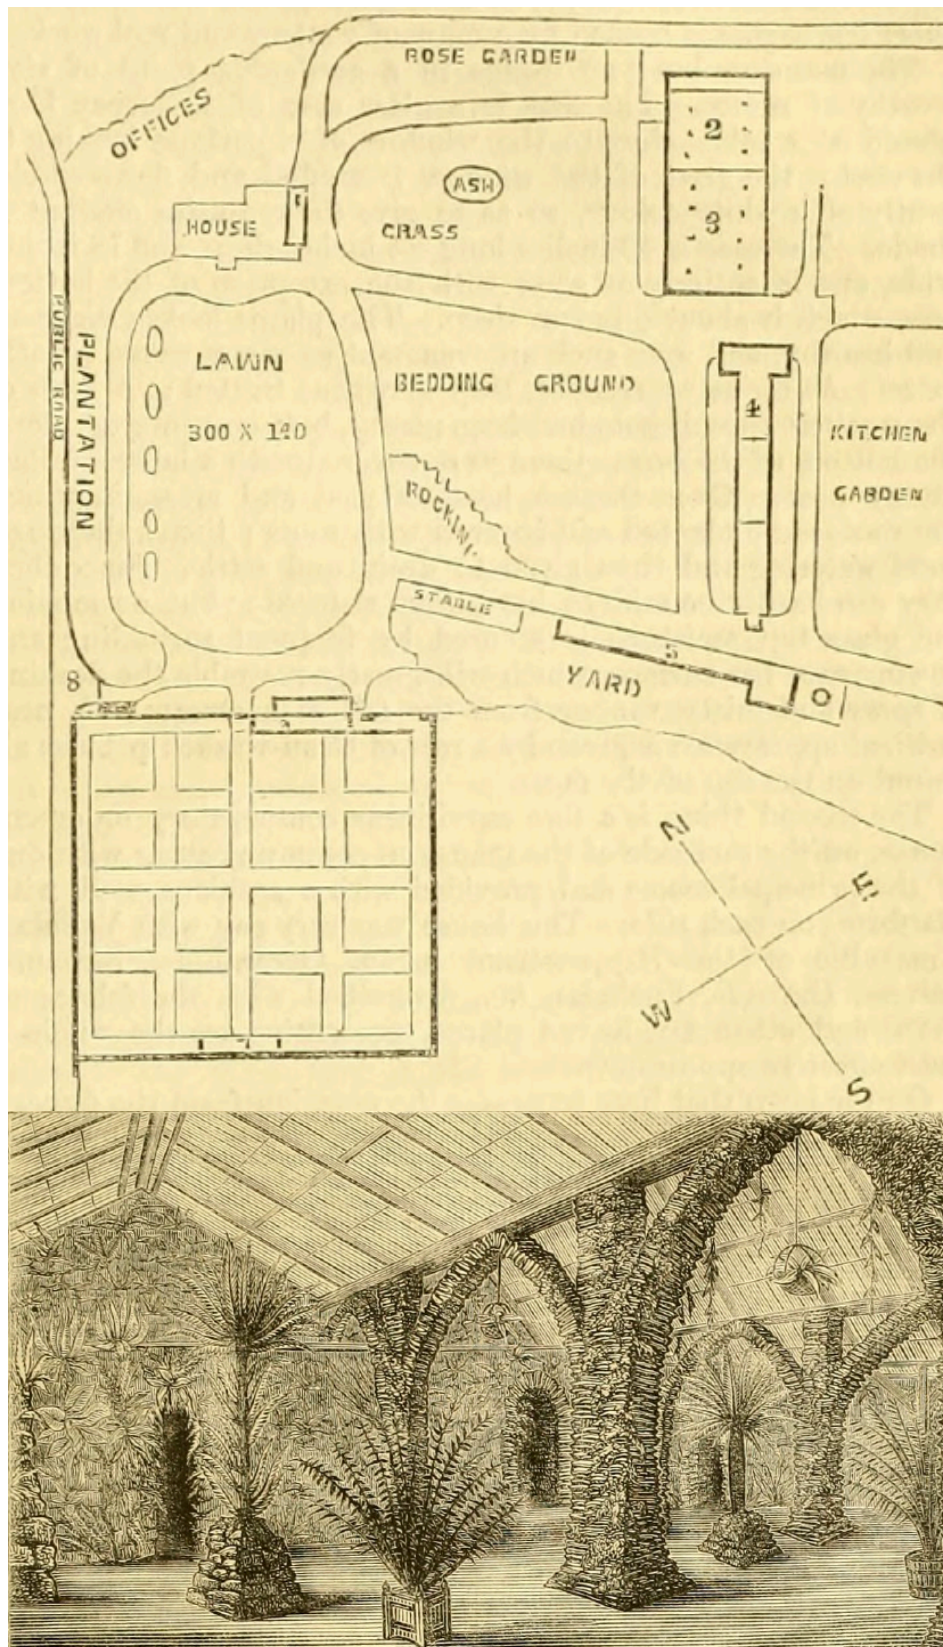 ROSE GARDEN
OFFICES
2
ASH
HOUSE
1
GRASS
3
PUBLIC ROAD
PLANTATION
LAWN
300 X 140
BEDDING GROUND
4
KITCHEN
GARDEN
ROCKING
STABLE
5
YARD
8
N
E
W
S